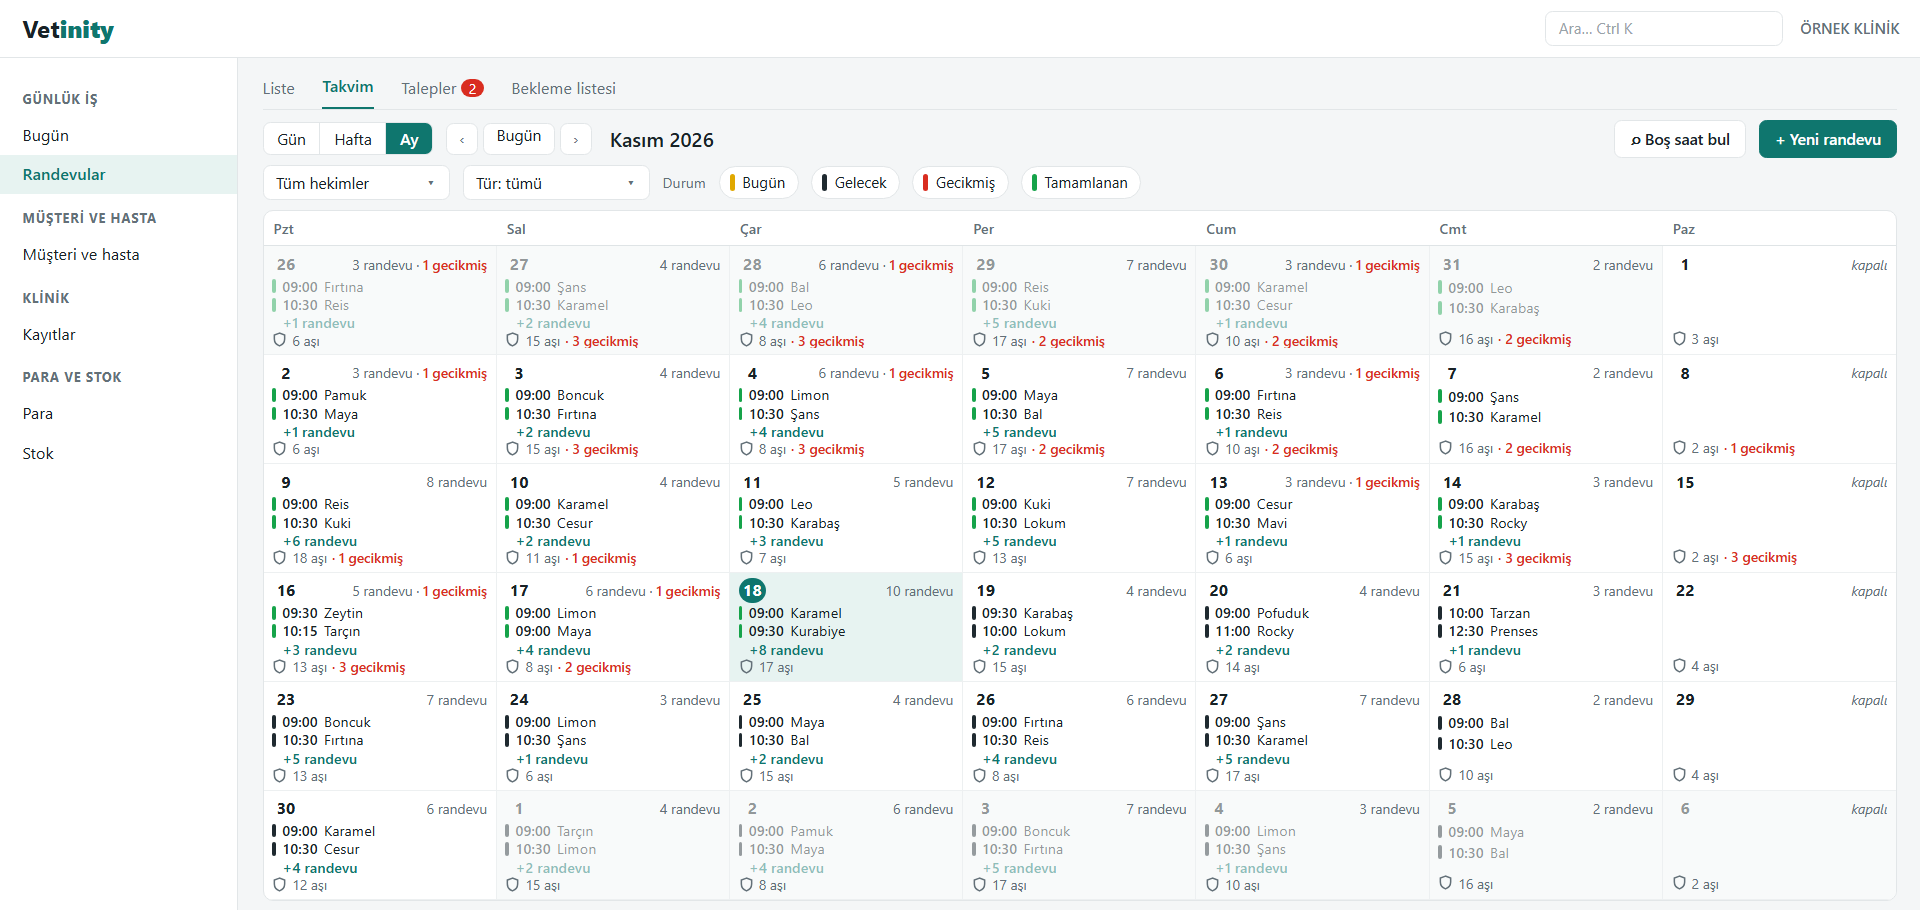 Vetinity
Ara... Ctrl K
ÖRNEK KLİNİK
GÜNLÜK İŞ
Bugün
Randevular
MÜŞTERİ VE HASTA
Müşteri ve hasta
KLİNİK
Kayıtlar
PARA VE STOK
Para
Stok
Liste Takvim Talepler 2 Bekleme listesi
Gün Hafta Ay ‹ Bugün › Kasım 2026
Boş saat bul
+ Yeni randevu
Tüm hekimler Tür: tümü Durum Bugün Gelecek Gecikmiş Tamamlanan
Pzt Sal Çar Per Cum Cmt Paz
26 3 randevu · 1 gecikmiş
09:00 Fırtına
10:30 Reis
+1 randevu
6 aşı
27 4 randevu
09:00 Şans
10:30 Karamel
+2 randevu
15 aşı · 3 gecikmiş
28 6 randevu · 1 gecikmiş
09:00 Bal
10:30 Leo
+4 randevu
8 aşı · 3 gecikmiş
29 7 randevu
09:00 Reis
10:30 Kuki
+5 randevu
17 aşı · 2 gecikmiş
30 3 randevu · 1 gecikmiş
09:00 Karamel
10:30 Cesur
+1 randevu
10 aşı · 2 gecikmiş
31 2 randevu
09:00 Leo
10:30 Karabaş
16 aşı · 2 gecikmiş
1 kapalı
3 aşı
2 3 randevu · 1 gecikmiş
09:00 Pamuk
10:30 Maya
+1 randevu
6 aşı
3 4 randevu
09:00 Boncuk
10:30 Fırtına
+2 randevu
15 aşı · 3 gecikmiş
4 6 randevu · 1 gecikmiş
09:00 Limon
10:30 Şans
+4 randevu
8 aşı · 3 gecikmiş
5 7 randevu
09:00 Maya
10:30 Bal
+5 randevu
17 aşı · 2 gecikmiş
6 3 randevu · 1 gecikmiş
09:00 Fırtına
10:30 Reis
+1 randevu
10 aşı · 2 gecikmiş
7 2 randevu
09:00 Şans
10:30 Karamel
16 aşı · 2 gecikmiş
8 kapalı
2 aşı · 1 gecikmiş
9 8 randevu
09:00 Reis
10:30 Kuki
+6 randevu
18 aşı · 1 gecikmiş
10 4 randevu
09:00 Karamel
10:30 Cesur
+2 randevu
11 aşı · 1 gecikmiş
11 5 randevu
09:00 Leo
10:30 Karabaş
+3 randevu
7 aşı
12 7 randevu
09:00 Kuki
10:30 Lokum
+5 randevu
13 aşı
13 3 randevu · 1 gecikmiş
09:00 Cesur
10:30 Mavi
+1 randevu
6 aşı
14 3 randevu
09:00 Karabaş
10:30 Rocky
+1 randevu
15 aşı · 3 gecikmiş
15 kapalı
2 aşı · 3 gecikmiş
16 5 randevu · 1 gecikmiş
09:30 Zeytin
10:15 Tarçın
+3 randevu
13 aşı · 3 gecikmiş
17 6 randevu · 1 gecikmiş
09:00 Limon
09:00 Maya
+4 randevu
8 aşı · 2 gecikmiş
18 10 randevu
09:00 Karamel
09:30 Kurabiye
+8 randevu
17 aşı
19 4 randevu
09:30 Karabaş
10:00 Lokum
+2 randevu
15 aşı
20 4 randevu
09:00 Pofuduk
11:00 Rocky
+2 randevu
14 aşı
21 3 randevu
10:00 Tarzan
12:30 Prenses
+1 randevu
6 aşı
22 kapalı
4 aşı
23 7 randevu
09:00 Boncuk
10:30 Fırtına
+5 randevu
13 aşı
24 3 randevu
09:00 Limon
10:30 Şans
+1 randevu
6 aşı
25 4 randevu
09:00 Maya
10:30 Bal
+2 randevu
15 aşı
26 6 randevu
09:00 Fırtına
10:30 Reis
+4 randevu
8 aşı
27 7 randevu
09:00 Şans
10:30 Karamel
+5 randevu
17 aşı
28 2 randevu
09:00 Bal
10:30 Leo
10 aşı
29 kapalı
4 aşı
30 6 randevu
09:00 Karamel
10:30 Cesur
+4 randevu
12 aşı
1 4 randevu
09:00 Tarçın
10:30 Limon
+2 randevu
15 aşı
2 6 randevu
09:00 Pamuk
10:30 Maya
+4 randevu
8 aşı
3 7 randevu
09:00 Boncuk
10:30 Fırtına
+5 randevu
17 aşı
4 3 randevu
09:00 Limon
10:30 Şans
+1 randevu
10 aşı
5 2 randevu
09:00 Maya
10:30 Bal
16 aşı
6 kapalı
2 aşı